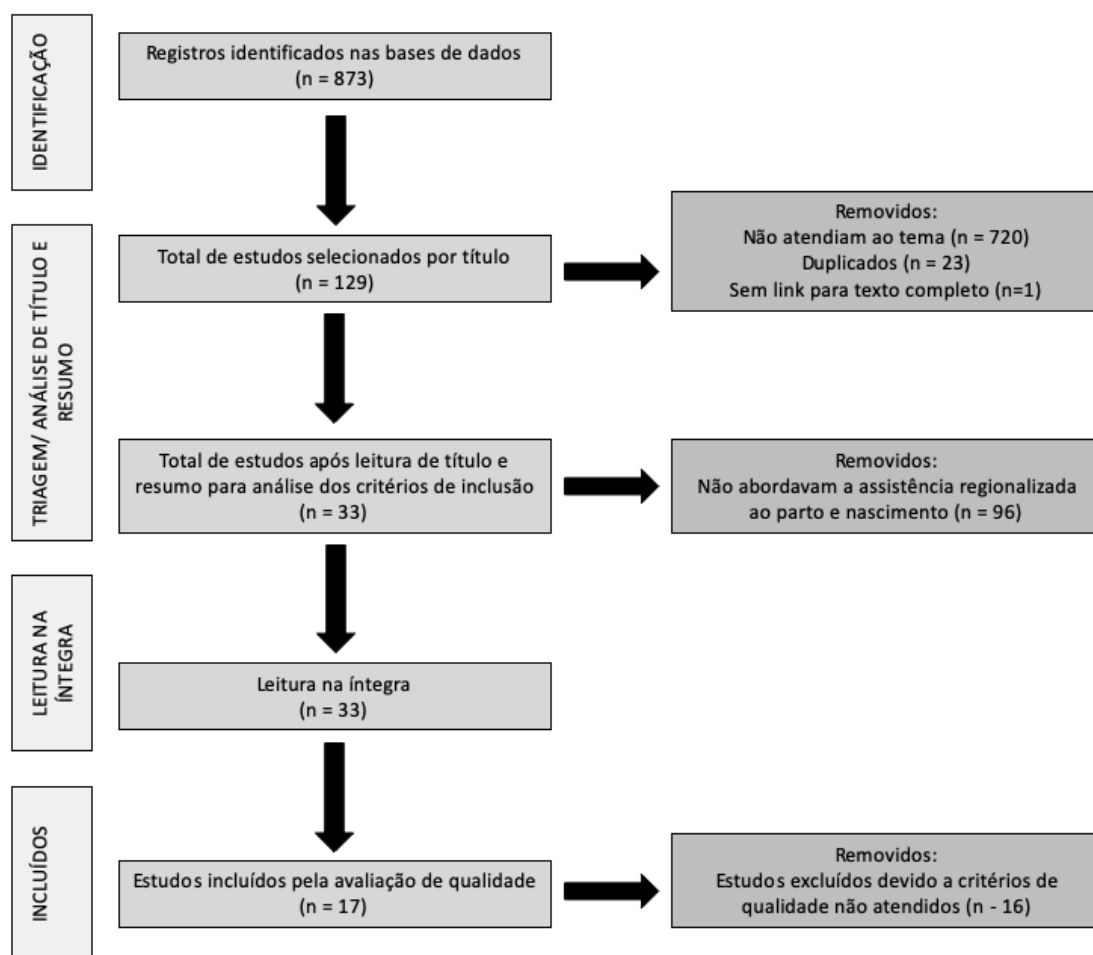 IDENTIFICAÇÃO
Registros identificados nas bases de dados
(n = 873)
TRIAGEM/ ANÁLISE DE TÍTULO E
RESUMO
Total de estudos selecionados por título
(n = 129)
Removidos:
Não atendiam ao tema (n = 720)
Duplicados (n = 23)
Sem link para texto completo (n=1)
Total de estudos após leitura de título e
resumo para análise dos critérios de inclusão
(n = 33)
Removidos:
Não abordavam a assistência regionalizada
ao parto e nascimento (n = 96)
LEITURA NA
ÍNTEGRA
Leitura na íntegra
(n = 33)
INCLUÍDOS
Estudos incluídos pela avaliação de qualidade
(n = 17)
Removidos:
Estudos excluídos devido a critérios de
qualidade não atendidos (n - 16)